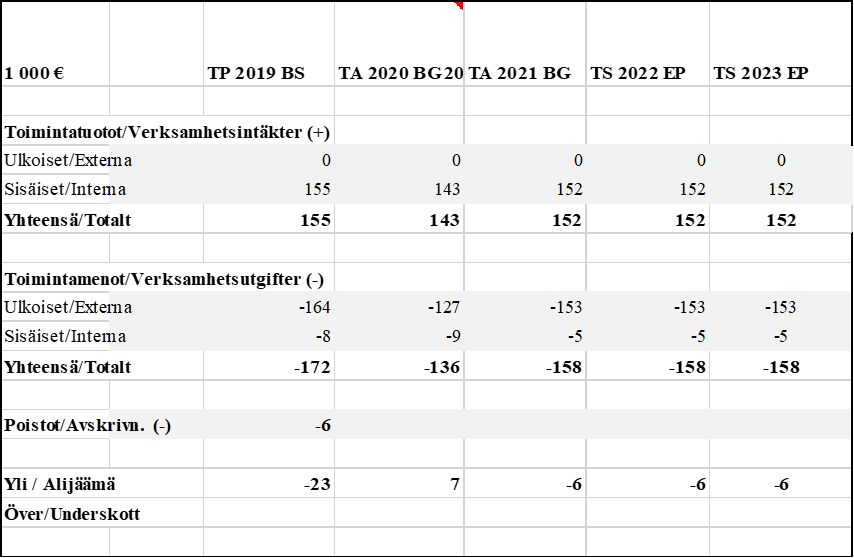 1 000 € TP 2019 BS TA 2020 BG20 TA 2021 BG TS 2022 EP TS 2023 EP
Toimintatuotot/Verksamhetsintäkter (+)
Ulkoiset/Externa 0 0 0 0 0
Sisäiset/Interna 155 143 152 152 152
Yhteensä/Totalt 155 143 152 152 152
Toimintamenot/Verksamhetsutgifter (-)
Ulkoiset/Externa -164 -127 -153 -153 -153
Sisäiset/Interna -8 -9 -5 -5 -5
Yhteensä/Totalt -172 -136 -158 -158 -158
Poistot/Avskrivn. (-) -6
Yli / Alijäämä -23 7 -6 -6 -6
Över/Underskott